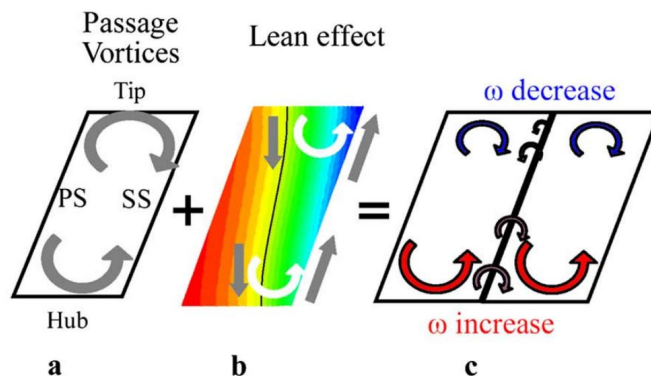 Passage
Vortices
Lean effect
Tip
ω decrease
PS SS
+
=
Hub
ω increase
a b c